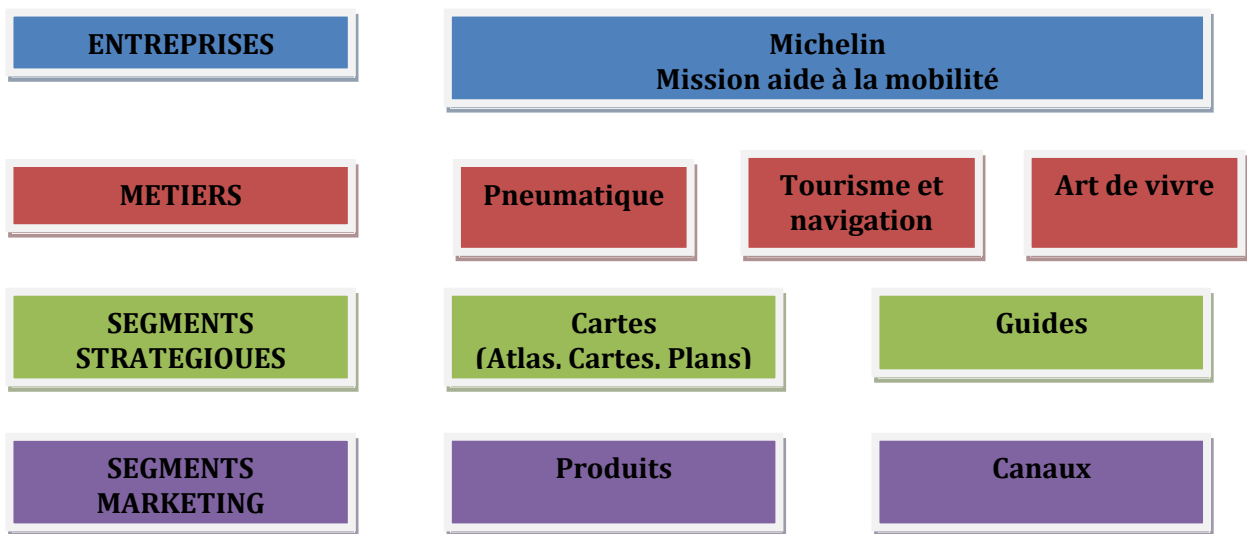 ENTREPRISES
Michelin
Mission aide à la mobilité
METIERS
Pneumatique
Tourisme et
navigation
Art de vivre
SEGMENTS
STRATEGIQUES
Cartes
(Atlas, Cartes, Plans)
Guides
SEGMENTS
MARKETING
Produits
Canaux